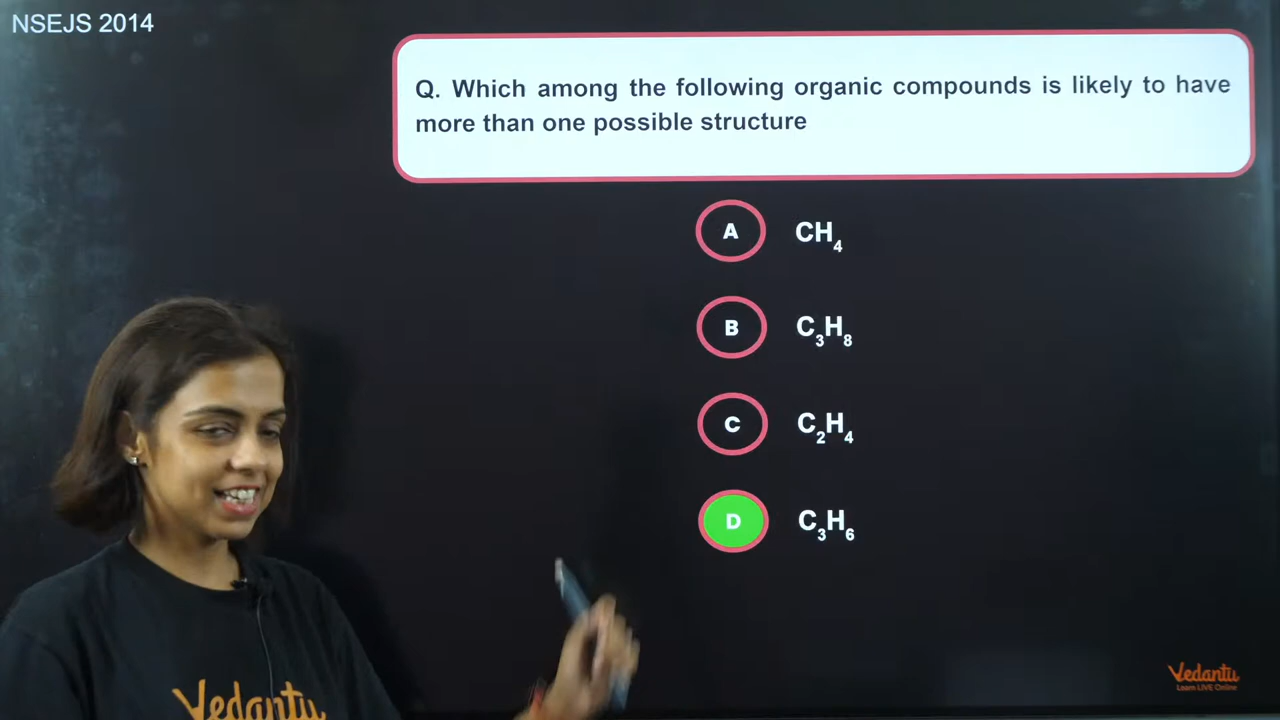 NSEJS 2014
Q. Which among the following organic compounds is likely to have
more than one possible structure
A CH₄
B C₃H₈
C C₂H₄
D C₃H₆
Vedantu
Vedantu
Learn LIVE Online